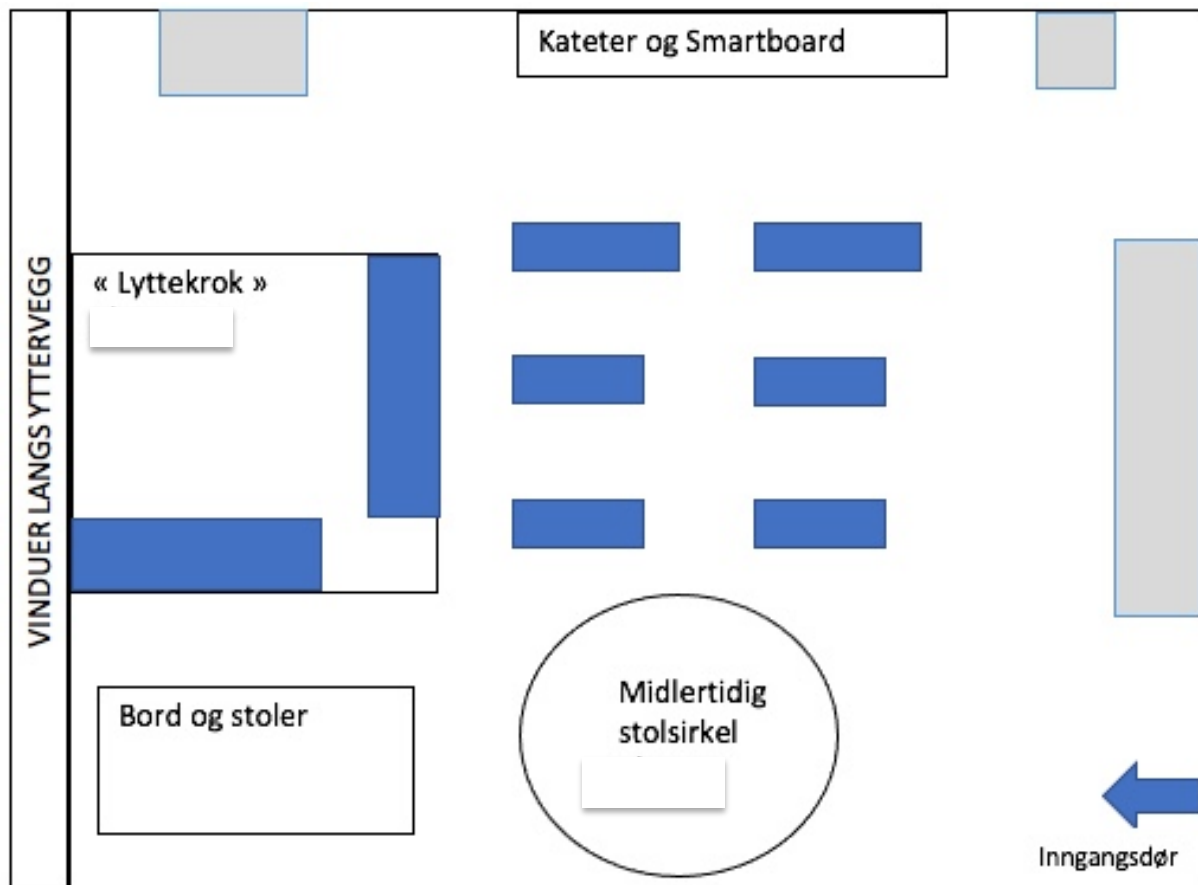 Kateter og Smartboard
VINDUER LANGS YTTERVEGG
« Lyttekrok »
Bord og stoler
Midlertidig
stolsirkel
Inngangsdør